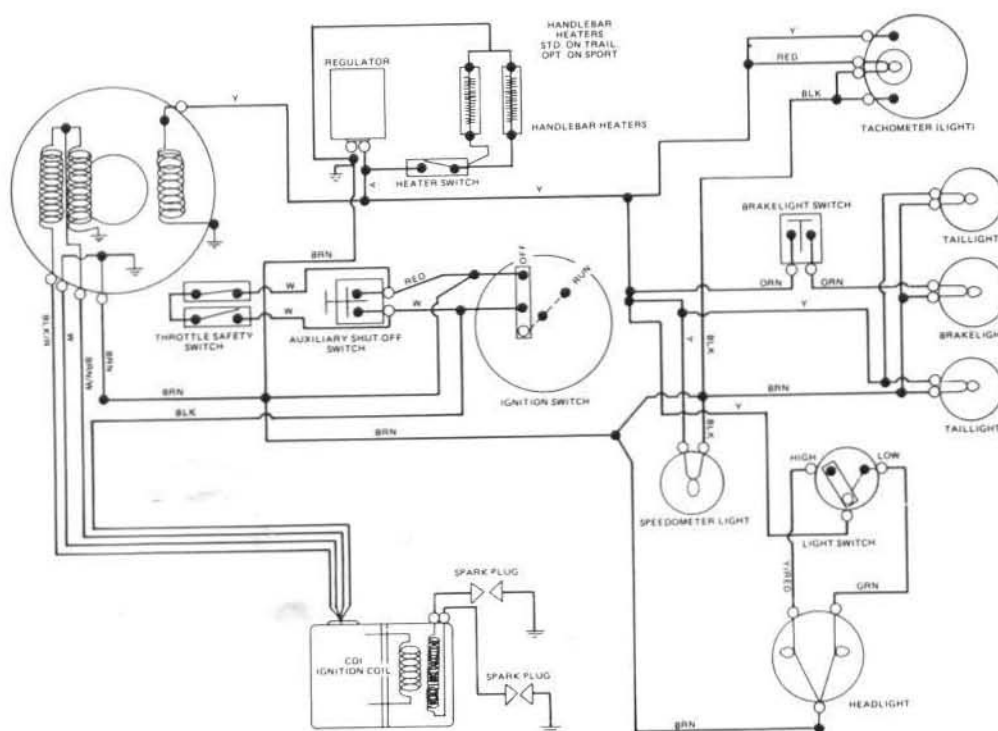 HANDLEBAR
HEATERS
STD. ON TRAIL.
OPT ON SPORT
REGULATOR
HANDLEBAR HEATERS
HEATER SWITCH
Y
Y
Y
Y
RED
BLK
TACHOMETER (LIGHT)
BRAKELIGHT SWITCH
TAILLIGHT
ORN
ORN
BRAKELIGH
Y
TAILLIGHT
BRN
W
W
RED
W
OFF
RUN
THROTTLE SAFETY
SWITCH
AUXILIARY SHUT OFF
SWITCH
IGNITION SWITCH
BLK/R
W
BRN/W
BRN
BRN
BLK
BRN
Y
BLK
BRN
Y
BLK
SPEEDOMETER LIGHT
HIGH
LOW
LIGHT SWITCH
Y/RED
GRN
HEADLIGHT
BRN
SPARK PLUG
CDI
IGNITION COIL
SPARK PLUG